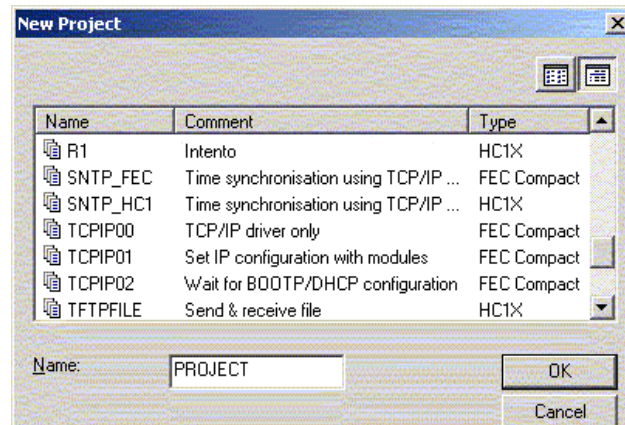 New Project
Name Comment Type
R1 Intento HC1X
SNTP_FEC Time synchronisation using TCP/IP ... FEC Compact
SNTP_HC1 Time synchronisation using TCP/IP ... HC1X
TCPIP00 TCP/IP driver only FEC Compact
TCPIP01 Set IP configuration with modules FEC Compact
TCPIP02 Wait for BOOTP/DHCP configuration FEC Compact
TFTPFILE Send & receive file HC1X
Name: PROJECT OK
Cancel